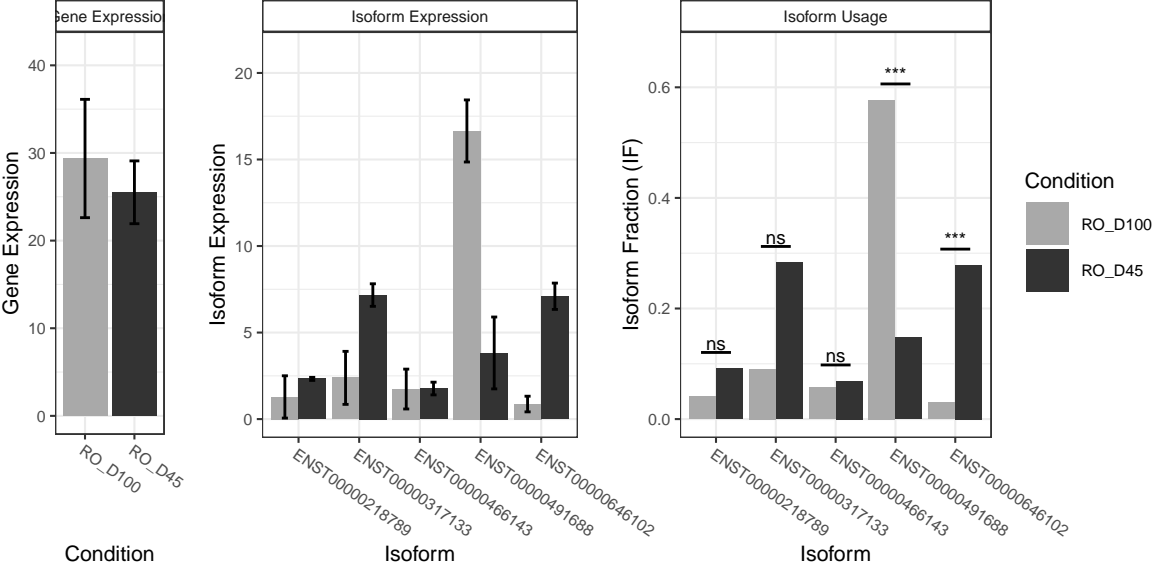 Gene Expression
Isoform Expression
Isoform Usage
Gene Expression
40
30
20
10
0
RO_D100
RO_D45
Condition
Isoform Expression
20
15
10
5
0
ENST00000218789
ENST00000317133
ENST00000466143
ENST00000491688
ENST00000646102
Isoform
Isoform Fraction (IF)
0.6
0.4
0.2
0.0
ns
ns
ns
***
***
ENST00000218789
ENST00000317133
ENST00000466143
ENST00000491688
ENST00000646102
Isoform
Condition
RO_D100
RO_D45